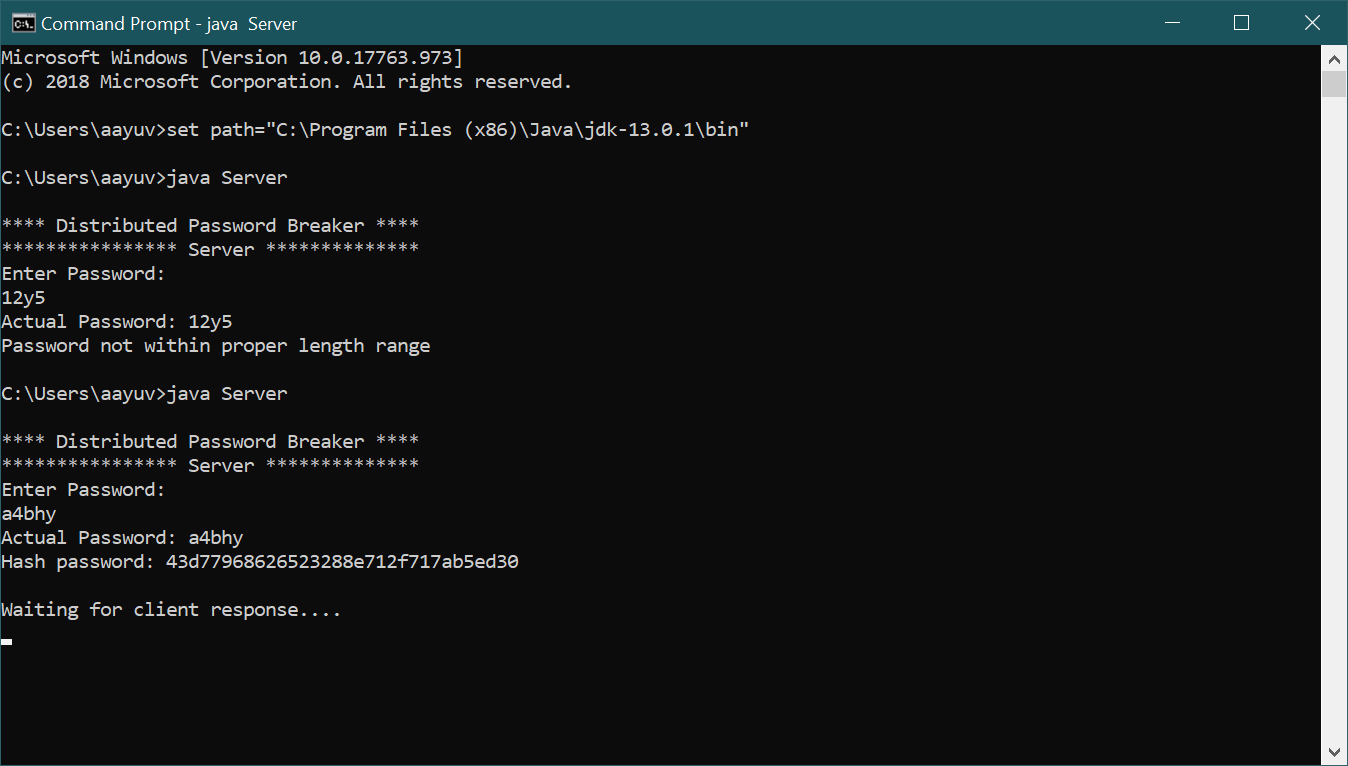 Command Prompt - java  Server
Microsoft Windows [Version 10.0.17763.973]
(c) 2018 Microsoft Corporation. All rights reserved.
C:\Users\aayuv>set path="C:\Program Files (x86)\Java\jdk-13.0.1\bin"
C:\Users\aayuv>java Server
**** Distributed Password Breaker ****
**************** Server **************
Enter Password:
12y5
Actual Password: 12y5
Password not within proper length range
C:\Users\aayuv>java Server
**** Distributed Password Breaker ****
**************** Server **************
Enter Password:
a4bhy
Actual Password: a4bhy
Hash password: 43d77968626523288e712f717ab5ed30
Waiting for client response....